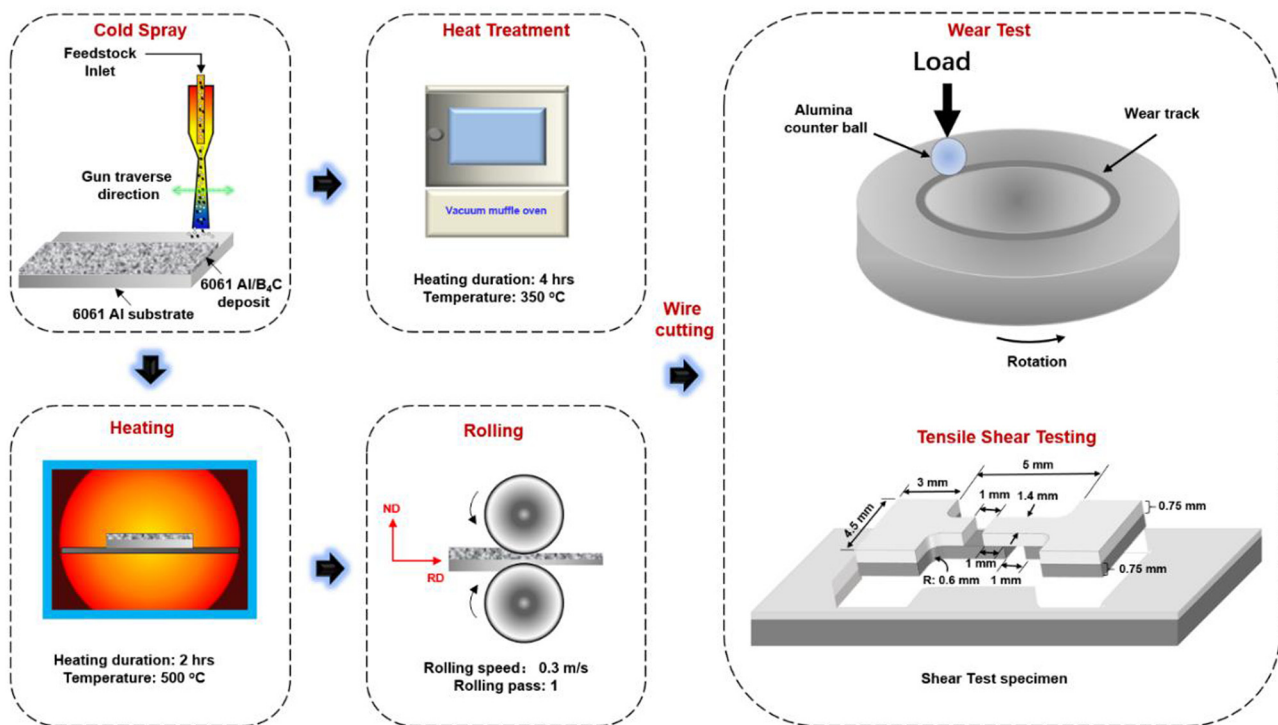 Cold Spray
Feedstock
Inlet
Gun traverse
direction
6061 Al/B₄C
deposit
6061 Al substrate
Heat Treatment
Vacuum muffle oven
Heating duration: 4 hrs
Temperature: 350 °C
Heating
Heating duration: 2 hrs
Temperature: 500 °C
Rolling
ND
RD
Rolling speed: 0.3 m/s
Rolling pass: 1
Wire
cutting
Wear Test
Load
Alumina
counter ball
Wear track
Rotation
Tensile Shear Testing
5 mm
3 mm
1 mm
1.4 mm
0.75 mm
4.5 mm
1 mm
1 mm
0.75 mm
R: 0.6 mm
Shear Test specimen